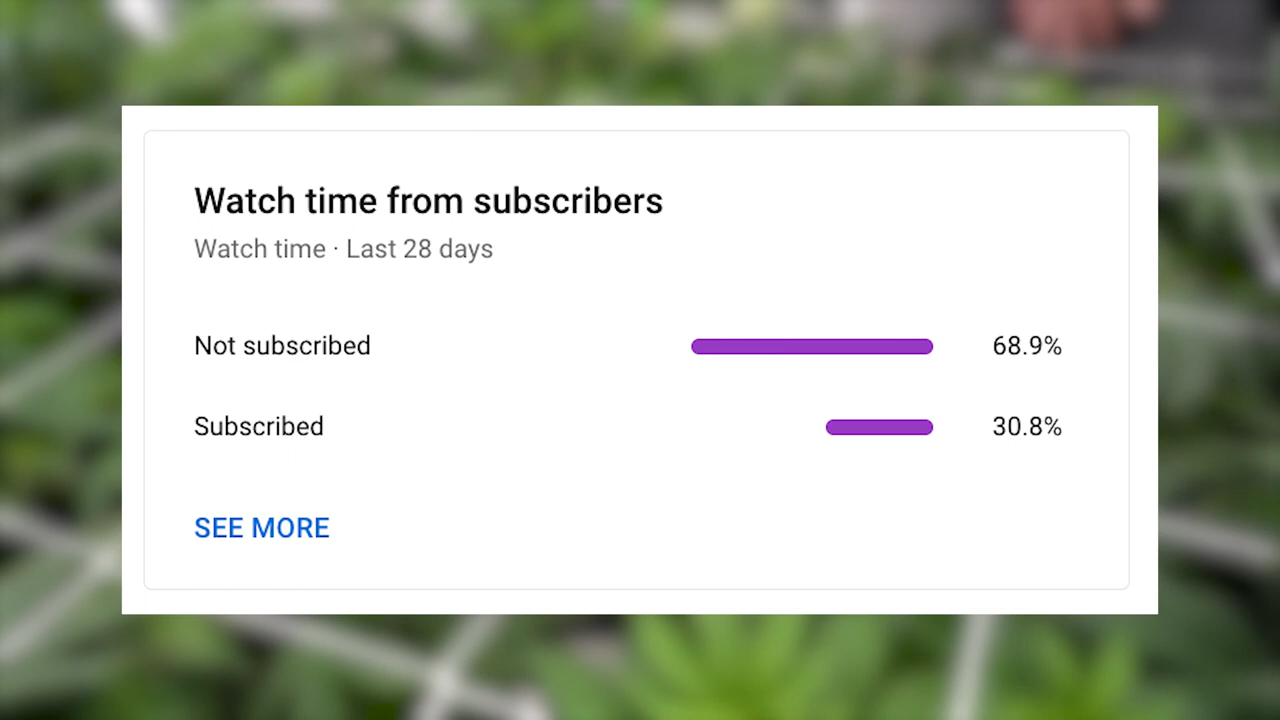 Watch time from subscribers
Watch time · Last 28 days
Not subscribed 68.9%
Subscribed 30.8%
SEE MORE